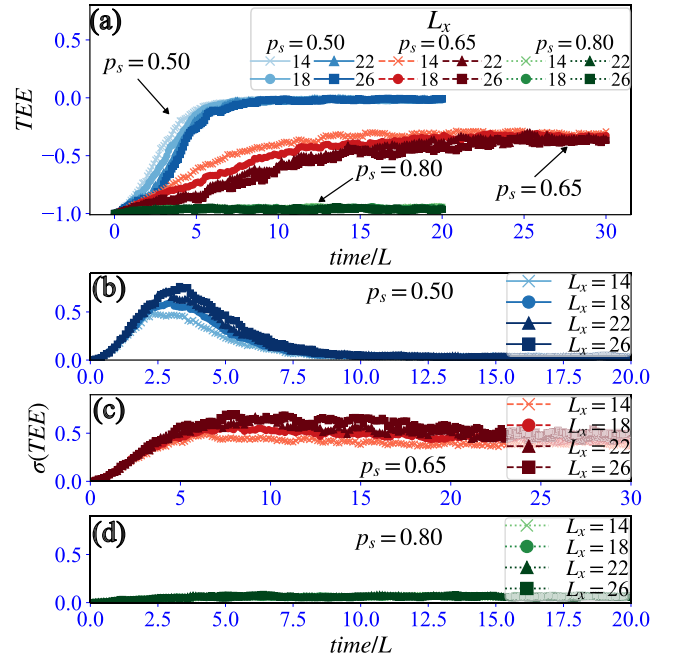 (a)
L_x
p_s = 0.50 p_s = 0.65 p_s = 0.80
14 22 14 22 14 22
18 26 18 26 18 26
p_s = 0.50
p_s = 0.80
p_s = 0.65
TEE
0.5
0.0
−0.5
−1.0
0 5 10 15 20 25 30
time/L
(b)
p_s = 0.50
L_x = 14
L_x = 18
L_x = 22
L_x = 26
0.5
0.0
0.0 2.5 5.0 7.5 10.0 12.5 15.0 17.5 20.0
(c)
p_s = 0.65
L_x = 14
L_x = 18
L_x = 22
L_x = 26
σ(TEE)
0.5
0.0
0 5 10 15 20 25 30
(d)
p_s = 0.80
L_x = 14
L_x = 18
L_x = 22
L_x = 26
0.5
0.0
0.0 2.5 5.0 7.5 10.0 12.5 15.0 17.5 20.0
time/L